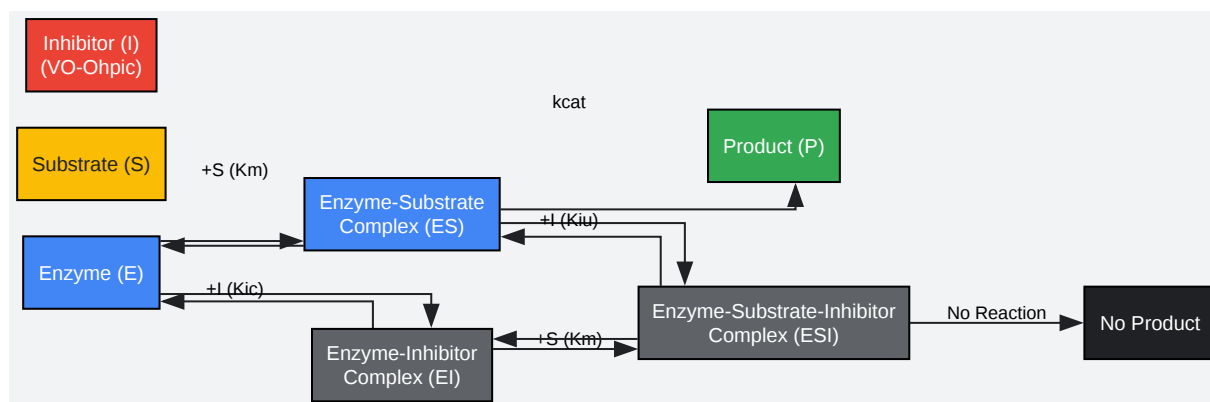 Inhibitor (I)
(VO-Ohpic)
kcat
Product (P)
Substrate (S)
+S (Km)
Enzyme-Substrate
Complex (ES)
+I (Kiu)
Enzyme (E)
+I (Kic)
Enzyme-Substrate-Inhibitor
Complex (ESI)
No Reaction
No Product
Enzyme-Inhibitor
Complex (EI)
+S (Km)